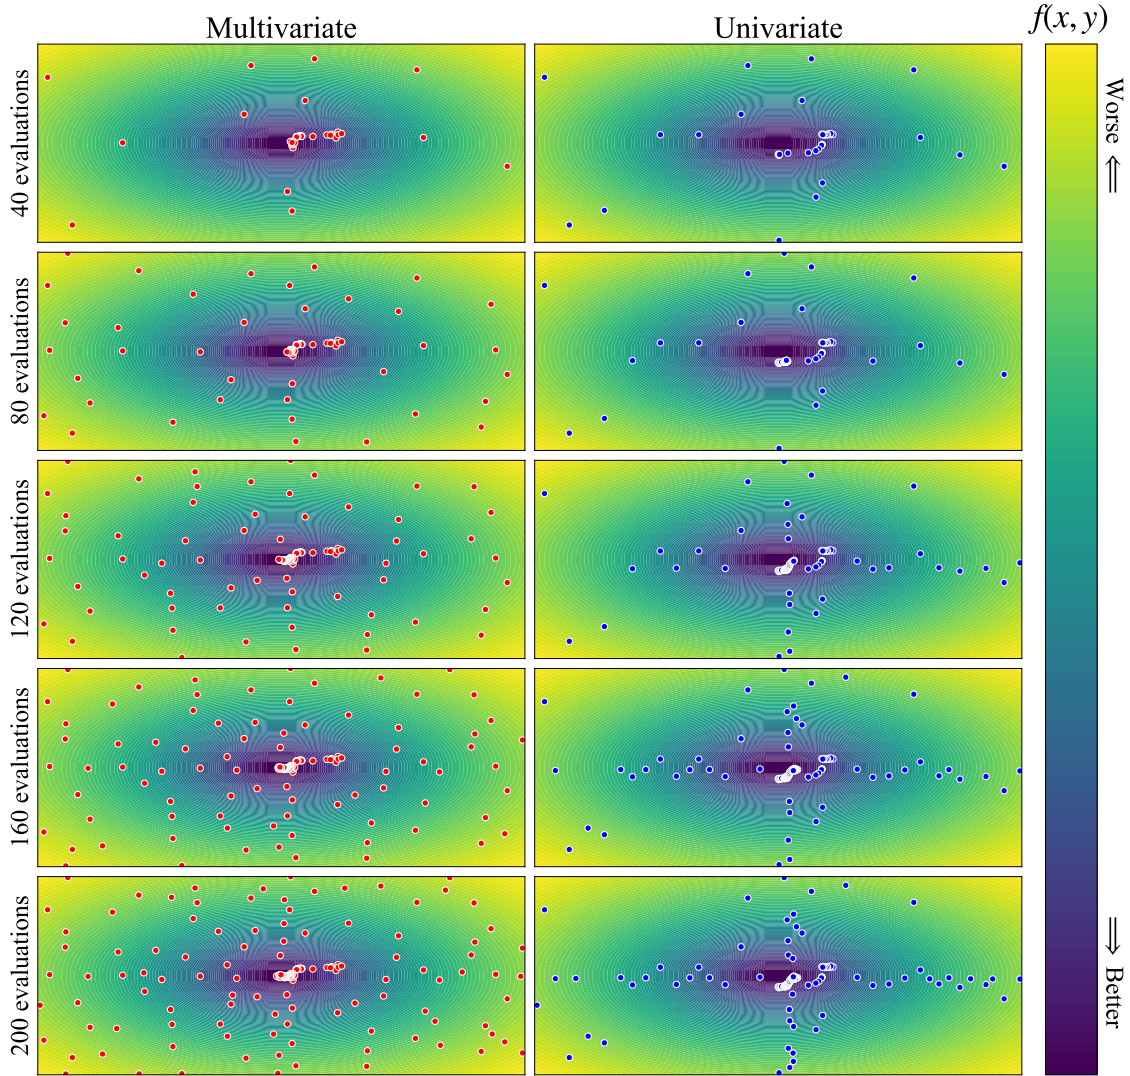 Multivariate
Univariate
f(x, y)
40 evaluations
80 evaluations
120 evaluations
160 evaluations
200 evaluations
Worse ⇐
⇒ Better